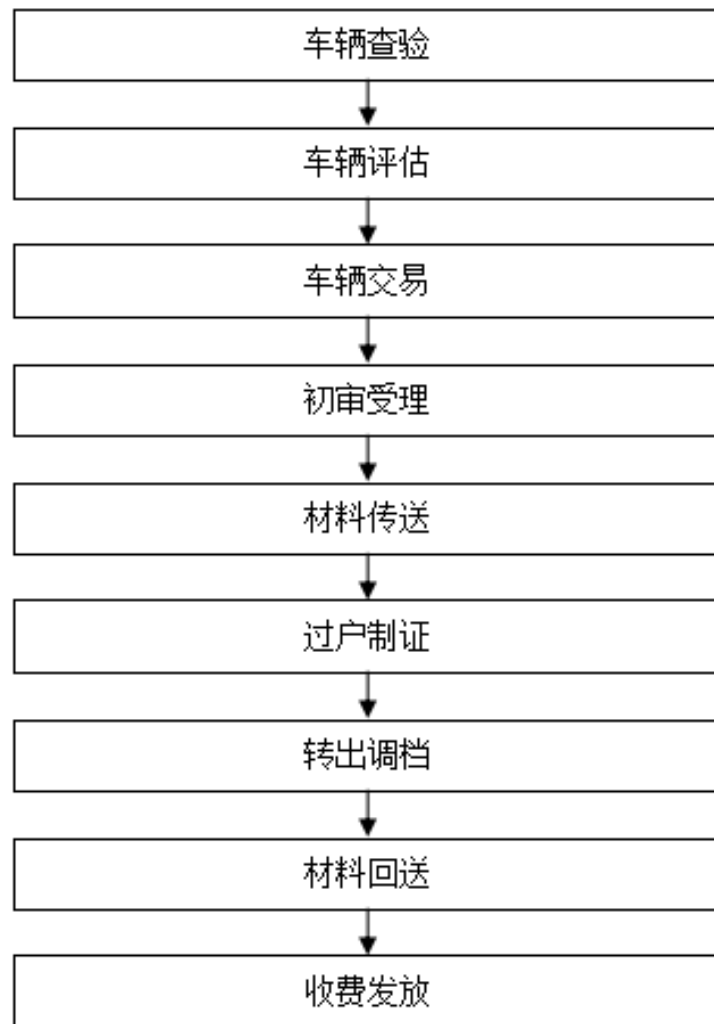 车辆查验
车辆评估
车辆交易
初审受理
材料传送
过户制证
转出调档
材料回送
收费发放